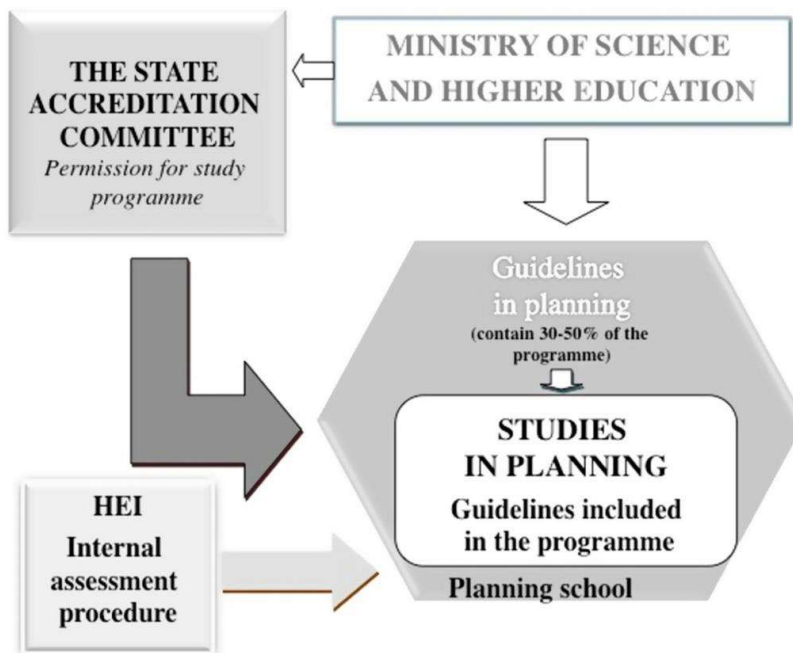 THE STATE
ACCREDITATION
COMMITTEE
Permission for study
programme
MINISTRY OF SCIENCE
AND HIGHER EDUCATION
Guidelines
in planning
(contain 30-50% of the
programme)
STUDIES
IN PLANNING
Guidelines included
in the programme
Planning school
HEI
Internal
assessment
procedure